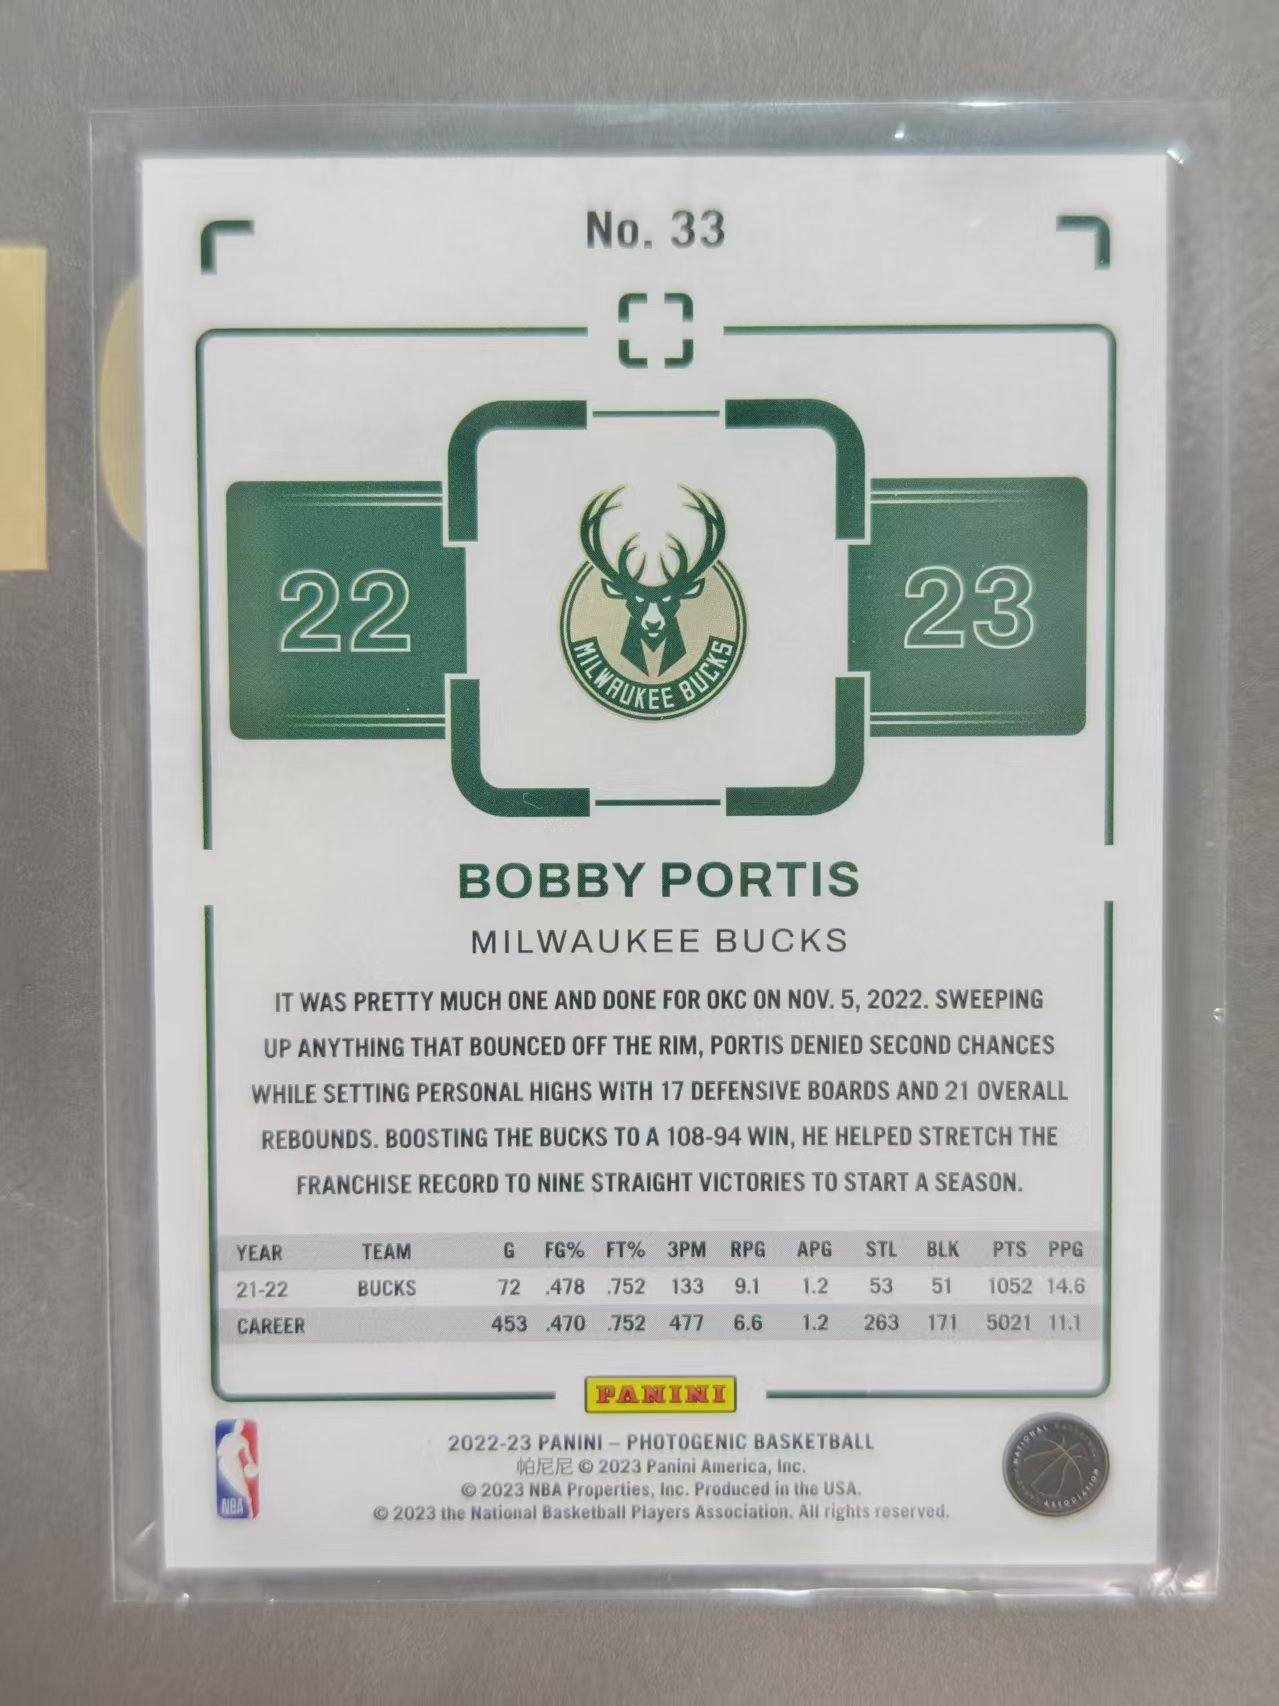 No. 33
22
23
MILWAUKEE BUCKS
BOBBY PORTIS
MILWAUKEE BUCKS
IT WAS PRETTY MUCH ONE AND DONE FOR OKC ON NOV. 5, 2022. SWEEPING
UP ANYTHING THAT BOUNCED OFF THE RIM, PORTIS DENIED SECOND CHANCES
WHILE SETTING PERSONAL HIGHS WITH 17 DEFENSIVE BOARDS AND 21 OVERALL
REBOUNDS. BOOSTING THE BUCKS TO A 108-94 WIN, HE HELPED STRETCH THE
FRANCHISE RECORD TO NINE STRAIGHT VICTORIES TO START A SEASON.
YEAR TEAM G FG% FT% 3PM RPG APG STL BLK PTS PPG
21-22 BUCKS 72 .478 .752 133 9.1 1.2 53 51 1052 14.6
CAREER 453 .470 .752 477 6.6 1.2 263 171 5021 11.1
PANINI
2022-23 PANINI – PHOTOGENIC BASKETBALL
帕尼尼 © 2023 Panini America, Inc.
© 2023 NBA Properties, Inc. Produced in the USA.
© 2023 the National Basketball Players Association. All rights reserved.
NBA
NATIONAL
ASSOCIATION